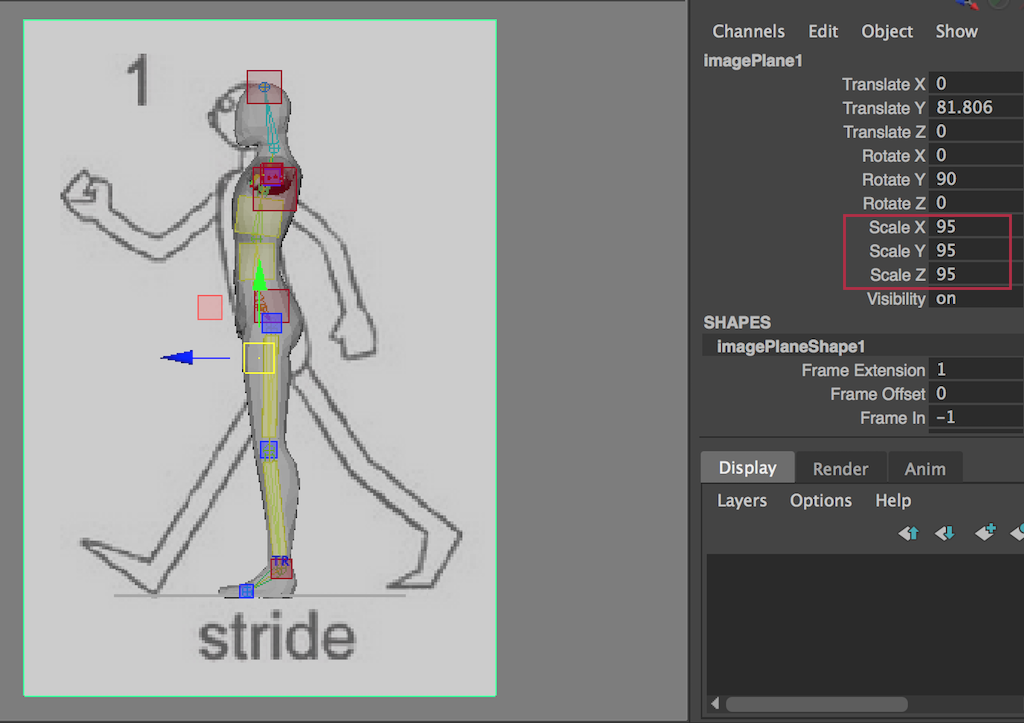 1
TR
stride
Channels Edit Object Show
imagePlane1
Translate X 0
Translate Y 81.806
Translate Z 0
Rotate X 0
Rotate Y 90
Rotate Z 0
Scale X 95
Scale Y 95
Scale Z 95
Visibility on
SHAPES
imagePlaneShape1
Frame Extension 1
Frame Offset 0
Frame In -1
Display Render Anim
Layers Options Help